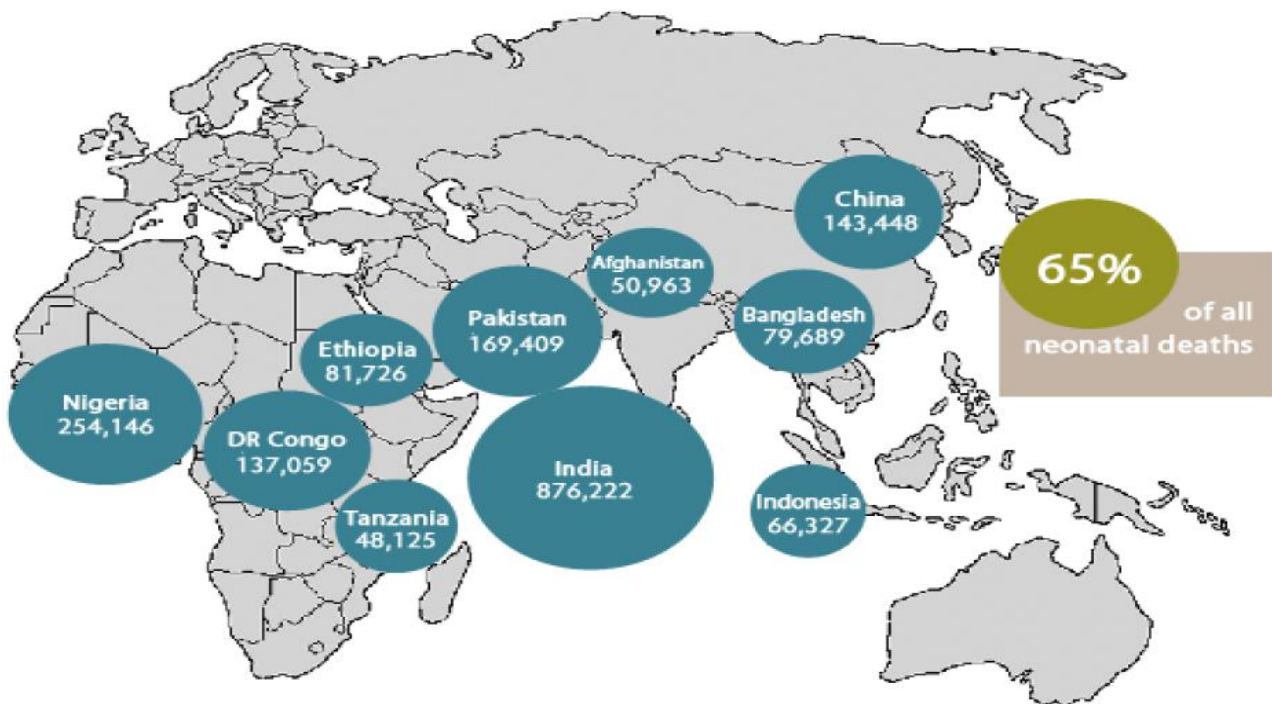 China
143,448
65%
of all
neonatal deaths
Afghanistan
50,963
Bangladesh
79,689
Pakistan
169,409
Ethiopia
81,726
Nigeria
254,146
DR Congo
137,059
India
876,222
Indonesia
66,327
Tanzania
48,125